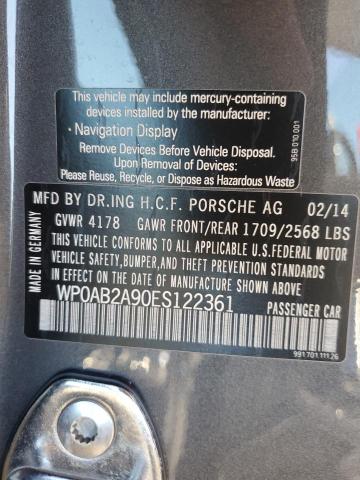 This vehicle may include mercury-containing
devices installed by the manufacturer:
- Navigation Display
Remove Devices Before Vehicle Disposal.
Upon Removal of Devices:
Please Reuse, Recycle or Dispose as Hazardous Waste
95B 010 001
MFD BY DR.ING H.C.F. PORSCHE AG 02/14
GVWR 4178 GAWR FRONT/REAR 1709/2568 LBS
THIS VEHICLE CONFORMS TO ALL APPLICABLE U.S.FEDERAL MOTOR
VEHICLE SAFETY,BUMPER,AND THEFT PREVENTION STANDARDS IN
EFFECT ON THE DATE OF MANUFACTURE SHOWN ABOVE.
WP0AB2A90ES122361
PASSENGER CAR
MADE IN GERMANY
991 701 111 26